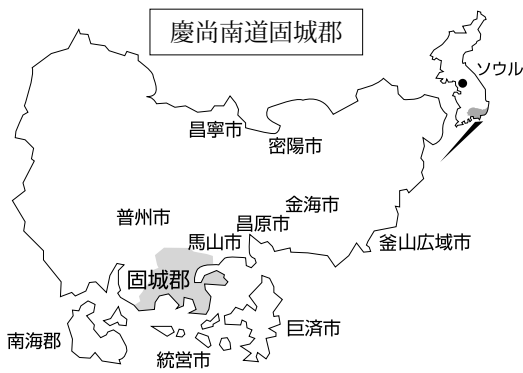 慶尚南道固城郡
ソウル
昌寧市
密陽市
金海市
普州市
昌原市
馬山市
釜山広域市
固城郡
巨済市
南海郡
統営市